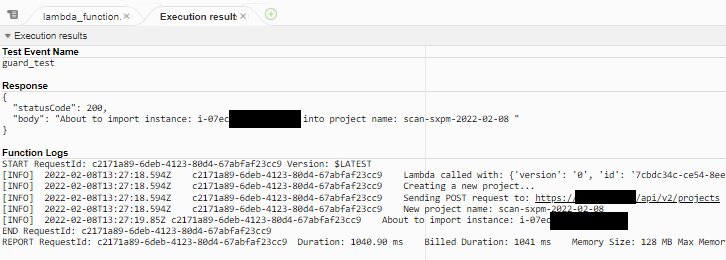 lambda_function.
Execution results
Execution results
Test Event Name
guard_test
Response
{
"statusCode": 200,
"body": "About to import instance: i-07ec into project name: scan-sxpm-2022-02-08 "
}
Function Logs
START RequestId: c2171a89-6deb-4123-80d4-67abfaf23cc9 Version: $LATEST
[INFO] 2022-02-08T13:27:18.594Z c2171a89-6deb-4123-80d4-67abfaf23cc9 Lambda called with: {'version': '0', 'id': '7cbdc34c-ce54-8ee
[INFO] 2022-02-08T13:27:18.594Z c2171a89-6deb-4123-80d4-67abfaf23cc9 Creating a new project...
[INFO] 2022-02-08T13:27:18.594Z c2171a89-6deb-4123-80d4-67abfaf23cc9 Sending POST request to: https:/ /api/v2/projects
[INFO] 2022-02-08T13:27:18.594Z c2171a89-6deb-4123-80d4-67abfaf23cc9 New project name: scan-sxpm-2022-02-08
[INFO] 2022-02-08T13:27:19.85Z c2171a89-6deb-4123-80d4-67abfaf23cc9 About to import instance: i-07ec
END RequestId: c2171a89-6deb-4123-80d4-67abfaf23cc9
REPORT RequestId: c2171a89-6deb-4123-80d4-67abfaf23cc9 Duration: 1040.90 ms Billed Duration: 1041 ms Memory Size: 128 MB Max Memor